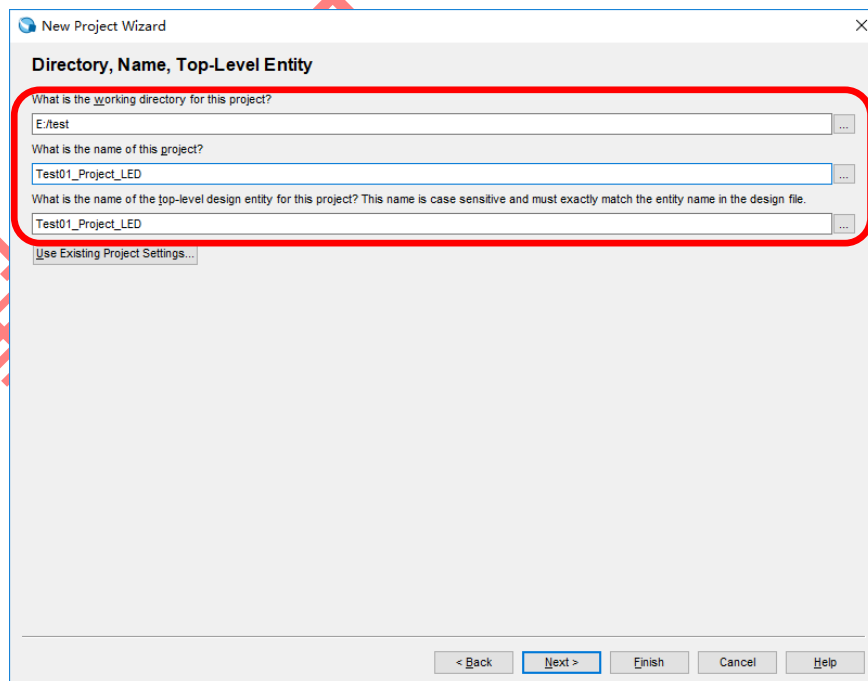 New Project Wizard
Directory, Name, Top-Level Entity
What is the working directory for this project?
E:/test
...
What is the name of this project?
Test01_Project_LED
...
What is the name of the top-level design entity for this project? This name is case sensitive and must exactly match the entity name in the design file.
Test01_Project_LED
...
Use Existing Project Settings...
< Back
Next >
Finish
Cancel
Help